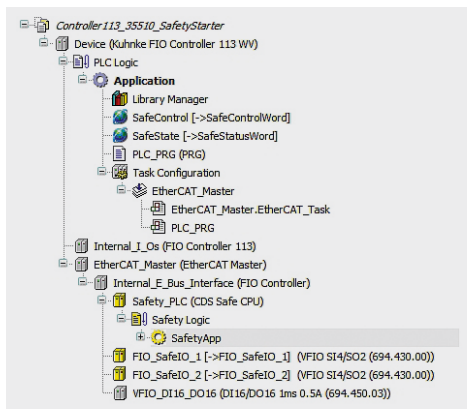 Controller113_35510_SafetyStarter
Device (Kuhnke FIO Controller 113 WV)
PLC Logic
Application
Library Manager
SafeControl [->SafeControlWord]
SafeState [->SafeStatusWord]
PLC_PRG (PRG)
Task Configuration
EtherCAT_Master
EtherCAT_Master.EtherCAT_Task
PLC_PRG
Internal_I_Os (FIO Controller 113)
EtherCAT_Master (EtherCAT Master)
Internal_E_Bus_Interface (FIO Controller)
Safety_PLC (CDS Safe CPU)
Safety Logic
SafetyApp
FIO_SafeIO_1 [->FIO_SafeIO_1] (VFIO SI4/SO2 (694.430.00))
FIO_SafeIO_2 [->FIO_SafeIO_2] (VFIO SI4/SO2 (694.430.00))
VFIO_DI16_DO16 (DI16/DO16 1ms 0.5A (694.450.03))